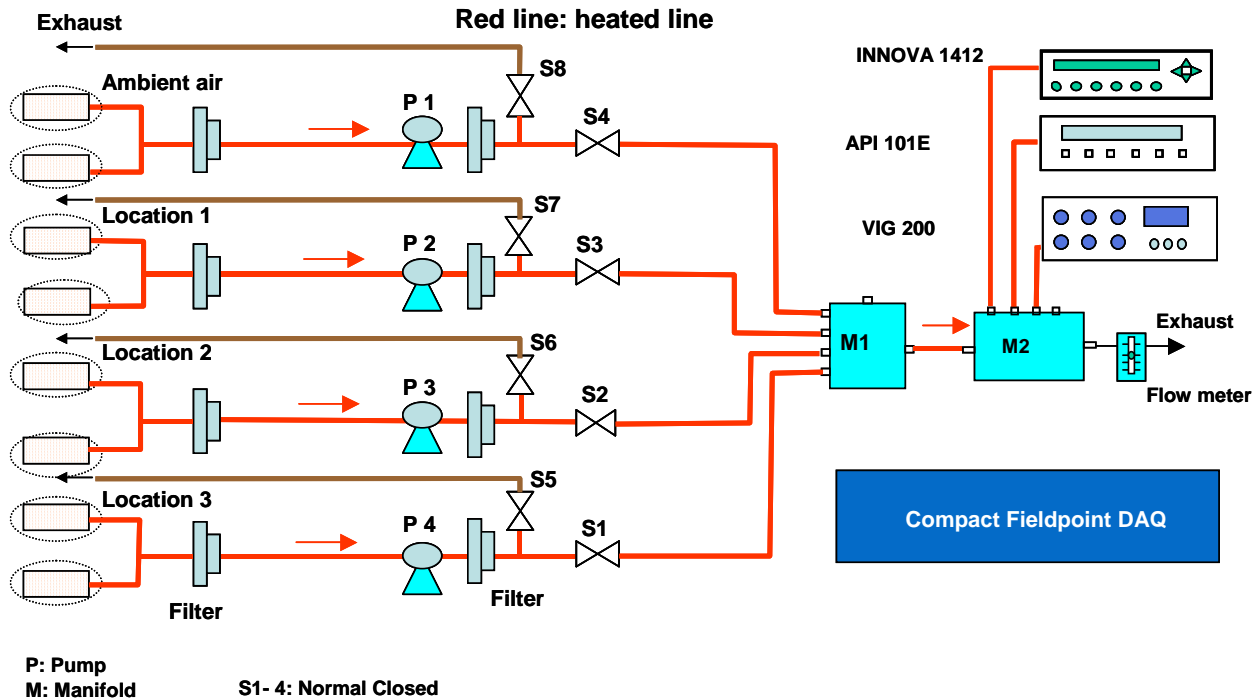 Red line: heated line
Exhaust
Ambient air
S8
P 1
S4
INNOVA 1412
API 101E
VIG 200
Location 1
S7
P 2
S3
Location 2
S6
P 3
S2
M1
M2
Exhaust
Flow meter
Location 3
S5
P 4
S1
Filter
Filter
Compact Fieldpoint DAQ
P: Pump
M: Manifold
S1- 4: Normal Closed